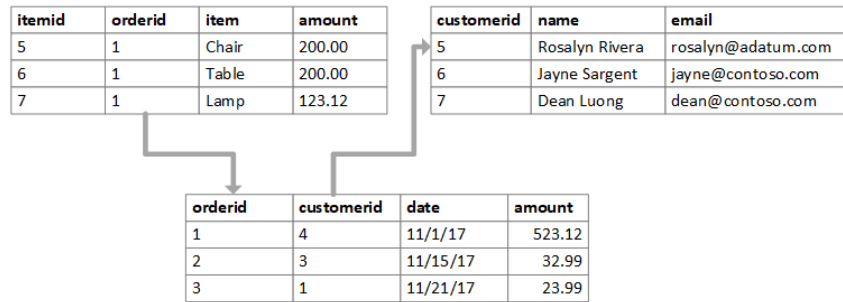 itemid orderid item amount
5 1 Chair 200.00
6 1 Table 200.00
7 1 Lamp 123.12
customerid name email
5 Rosalyn Rivera rosalyn@adatum.com
6 Jayne Sargent jayne@contoso.com
7 Dean Luong dean@contoso.com
orderid customerid date amount
1 4 11/1/17 523.12
2 3 11/15/17 32.99
3 1 11/21/17 23.99